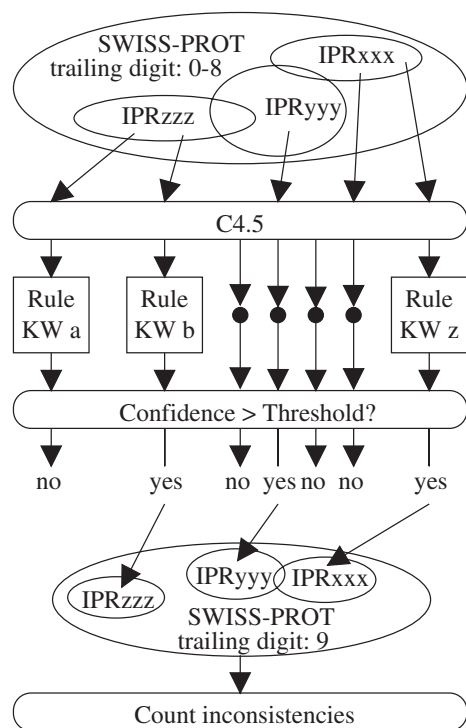 SWISS-PROT
trailing digit: 0-8
IPRxxx
IPRzzz
IPRyyy
C4.5
Rule
KW a
Rule
KW b
Rule
KW z
Confidence > Threshold?
no
yes
no
yes
no
no
yes
IPRzzz
IPRyyy
IPRxxx
SWISS-PROT
trailing digit: 9
Count inconsistencies